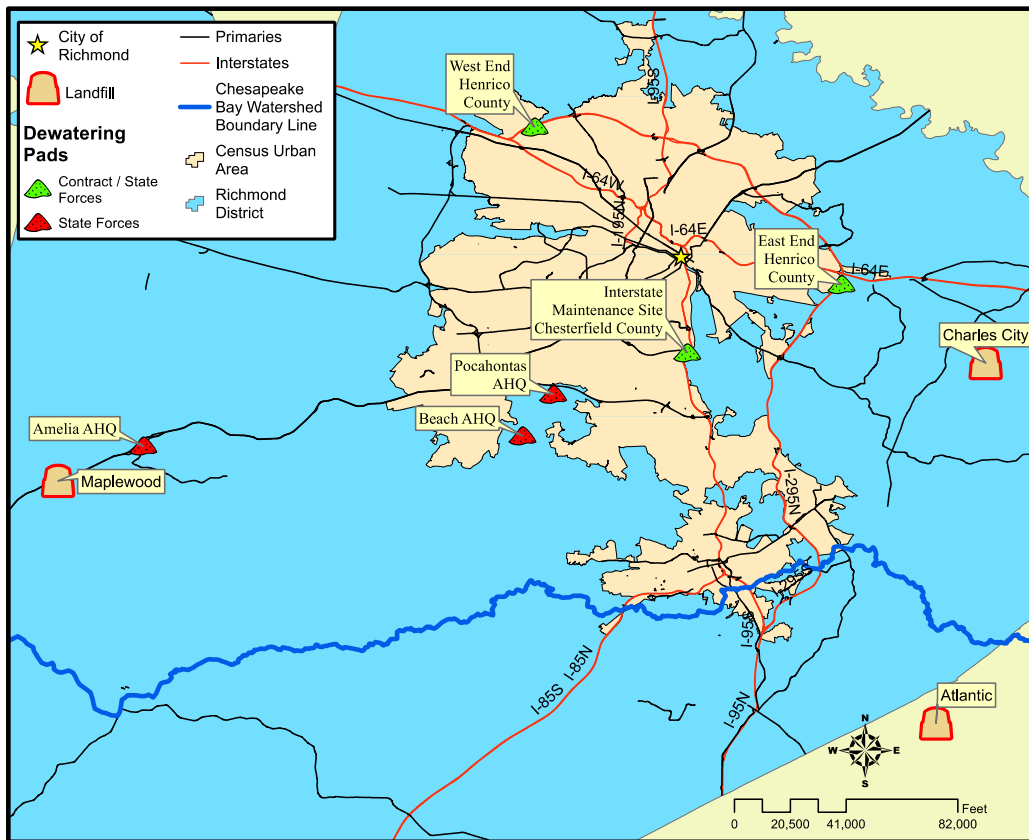 City of
Richmond
Landfill
Dewatering
Pads
Contract / State
Forces
State Forces
Primaries
Interstates
Chesapeake
Bay Watershed
Boundary Line
Census Urban
Area
Richmond
District
West End
Henrico
County
I-95S
I-64W
I-195N
I-64E
East End
Henrico
County
I-64E
Interstate
Maintenance Site
Chesterfield County
Charles City
Pocahontas
AHQ
Beach AHQ
Amelia AHQ
Maplewood
I-295N
I-295S
I-95S
I-85N
I-85S
I-95N
Atlantic
N
W
E
S
Feet
0
20,500
41,000
82,000